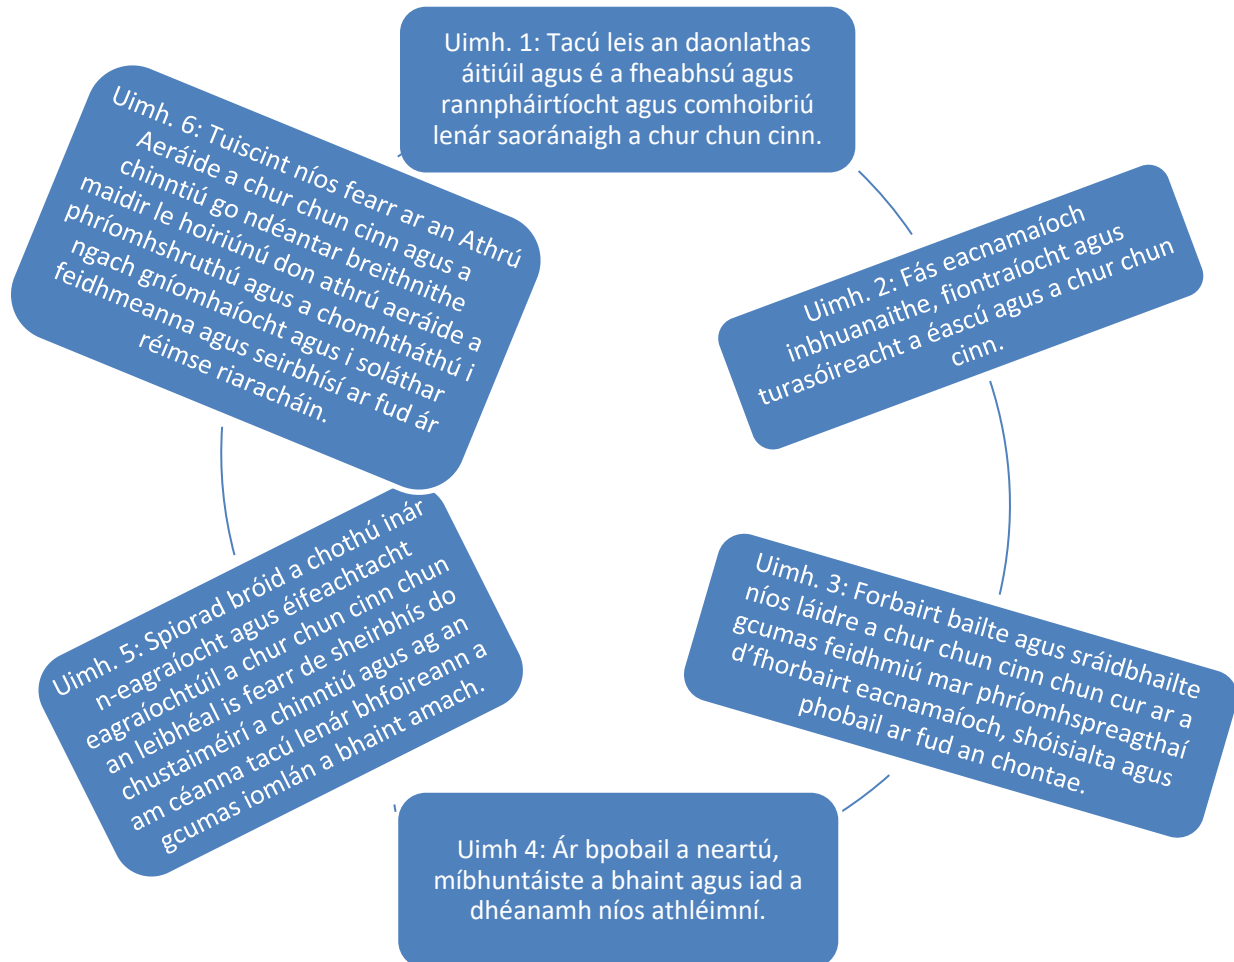 Uimh. 1: Tacú leis an daonlathas
áitiúil agus é a fheabhsú agus
rannpháirtíocht agus comhoibriú
lenár saoránaigh a chur chun cinn.
Uimh. 2: Fás eacnamaíoch
inbhuanaithe, fiontraíocht agus
turasóireacht a éascú agus a chur chun
cinn.
Uimh. 3: Forbairt bailte agus sráidbhailte
níos láidre a chur chun cinn chun cur ar a
gcumas feidhmiú mar phríomhspreagthaí
d’fhorbairt eacnamaíoch, shóisialta agus
phobail ar fud an chontae.
Uimh 4: Ár bpobail a neartú,
míbhuntáiste a bhaint agus iad a
dhéanamh níos athléimní.
Uimh. 5: Spiorad bróid a chothú inár
n-eagraíocht agus éifeachtacht
eagraíochtúil a chur chun cinn chun
an leibhéal is fearr de sheirbhís do
chustaiméirí a chinntiú agus ag an
am céanna tacú lenár bhfoireann a
gcumas iomlán a bhaint amach.
Uimh. 6: Tuiscint níos fearr ar an Athrú
Aeráide a chur chun cinn agus a
chinntiú go ndéantar breithnithe
maidir le hoiriúnú don athrú aeráide a
phríomhshruthú agus a chomhtháthú i
ngach gníomhaíocht agus i soláthar
feidhmeanna agus seirbhísí ar fud ár
réimse riaracháin.